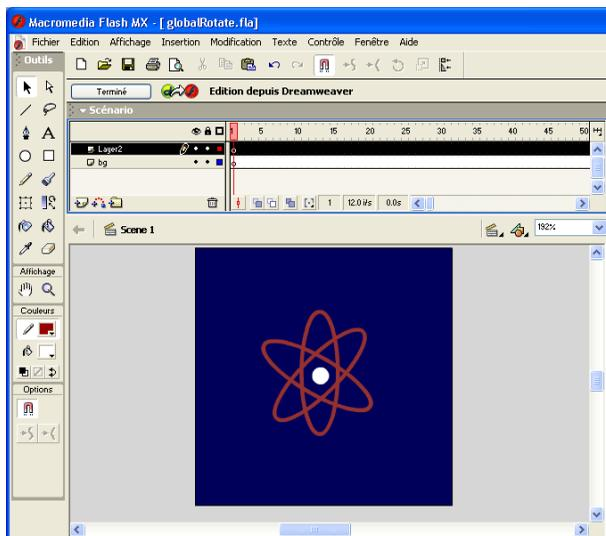 Macromedia Flash MX - [ globalRotate.fla]
Fichier Edition Affichage Insertion Modification Texte Contrôle Fenêtre Aide
Outils
Terminé Edition depuis Dreamweaver
Scénario
1 5 10 15 20 25 30 35 40 45 50
Layer2
bg
1 12.0 i/s 0.0s
Scene 1 192%
Affichage
Couleurs
Options
A